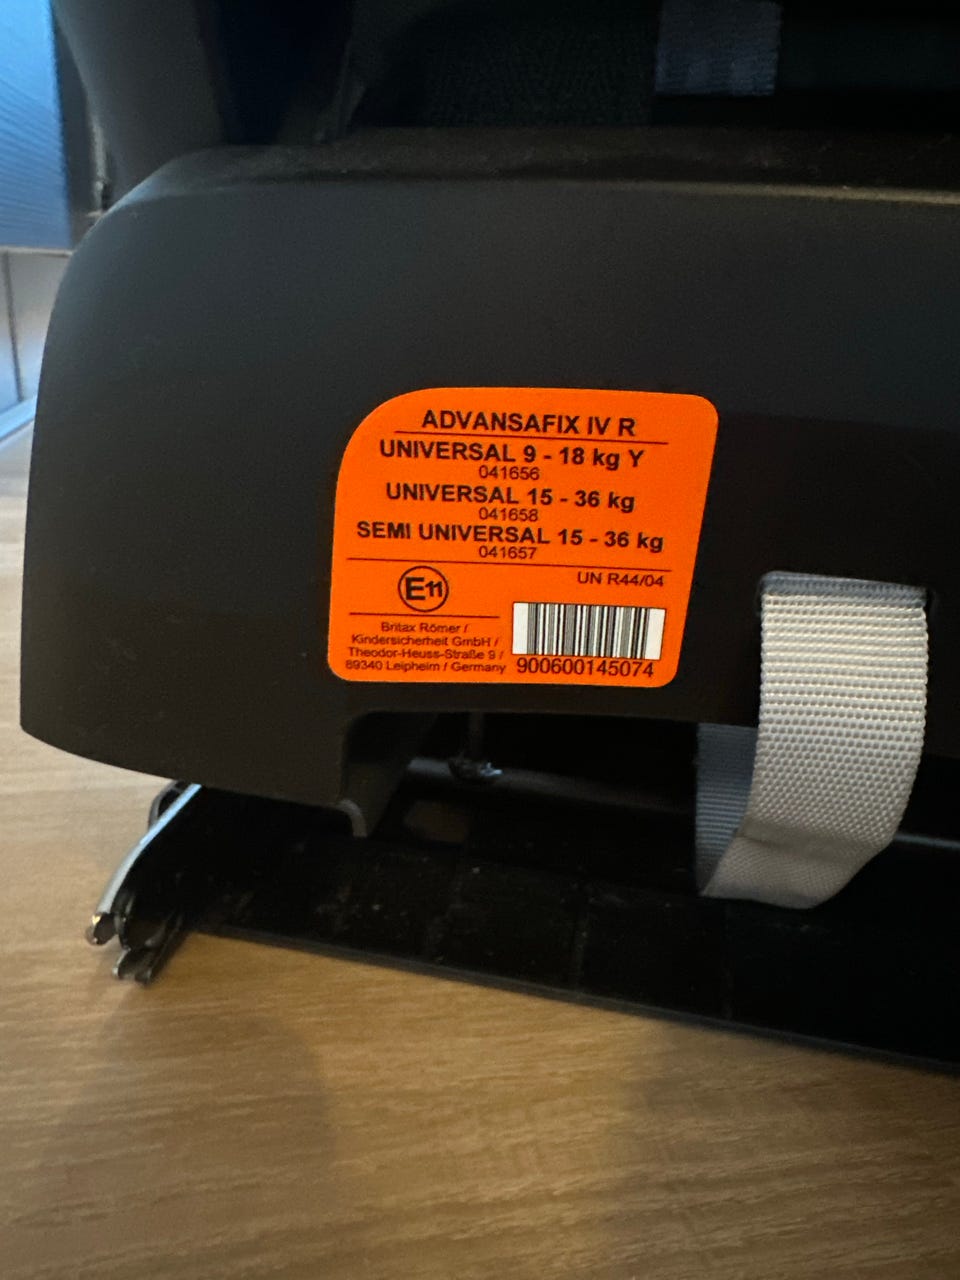 ADVANSAFIX IV R
UNIVERSAL 9 - 18 kg Y
041656
UNIVERSAL 15 - 36 kg
041658
SEMI UNIVERSAL 15 - 36 kg
041657
UN R44/04
E11
Britax Römer /
Kindersicherheit GmbH /
Theodor-Heuss-Straße 9 /
89340 Leipheim / Germany
900600145074